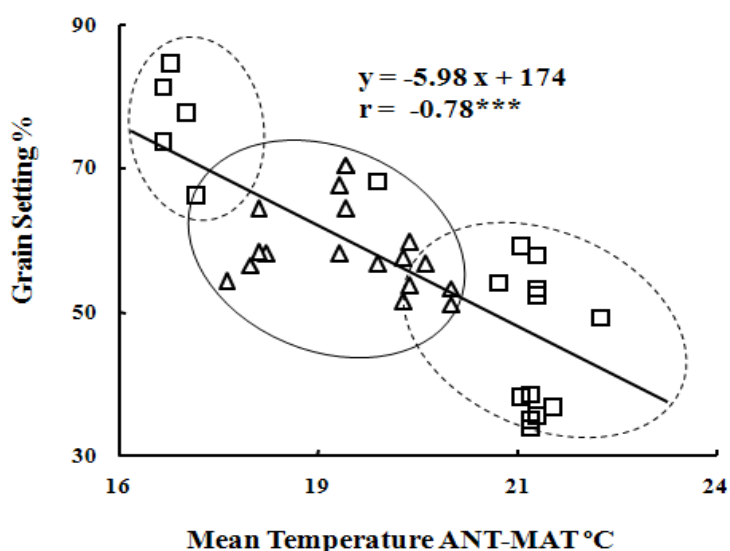 90
y = -5.98 x + 174
r = -0.78***
70
Grain Setting %
50
30
16 19 21 24
Mean Temperature ANT-MAT ºC